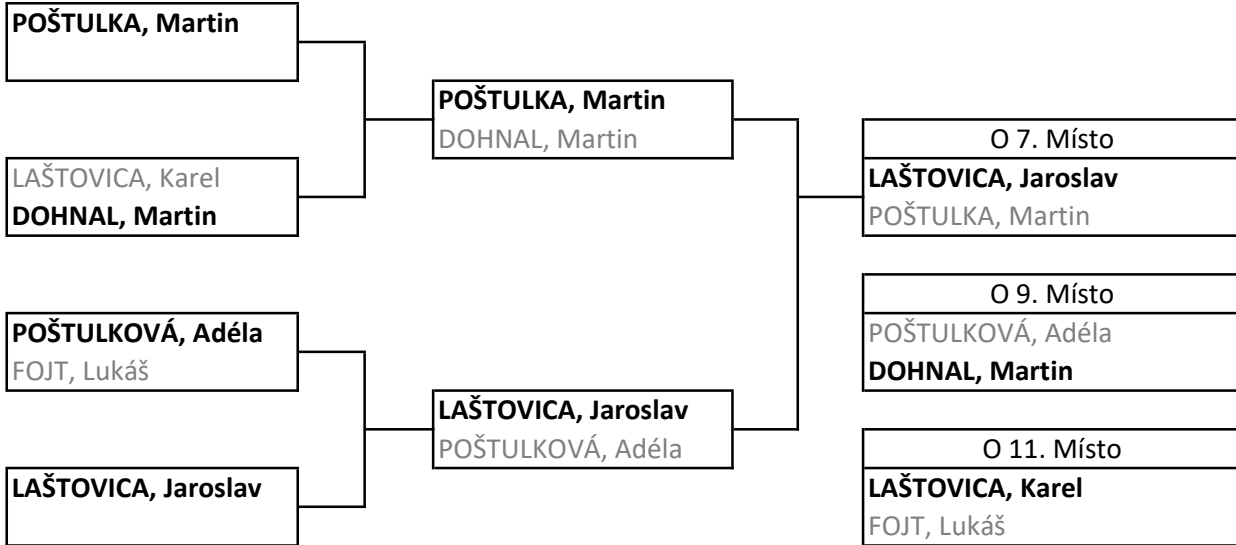 POŠTULKA, Martin
LAŠTOVICA, Karel
DOHNAL, Martin
POŠTULKOVÁ, Adéla
FOJT, Lukáš
LAŠTOVICA, Jaroslav
POŠTULKA, Martin
DOHNAL, Martin
LAŠTOVICA, Jaroslav
POŠTULKOVÁ, Adéla
O 7. Místo
LAŠTOVICA, Jaroslav
POŠTULKA, Martin
O 9. Místo
POŠTULKOVÁ, Adéla
DOHNAL, Martin
O 11. Místo
LAŠTOVICA, Karel
FOJT, Lukáš